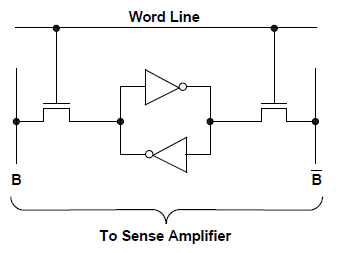 Word Line
B
B̅
To Sense Amplifier